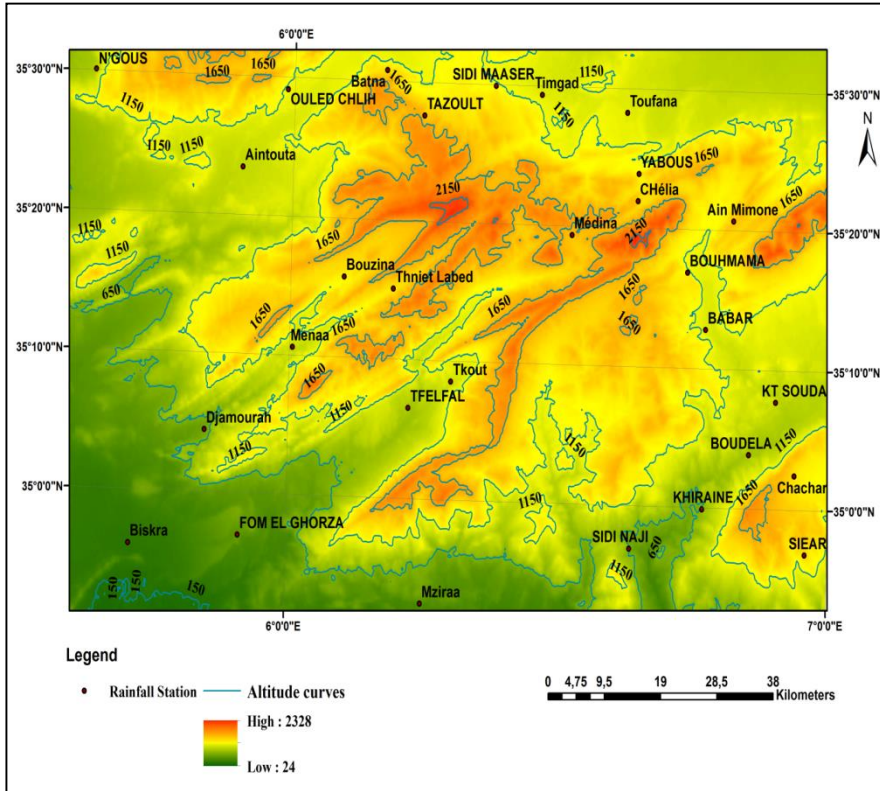 6°0'0"E
N'GOUS
35°30'0"N
1650
1650
Batna
1650
SIDI MAASER
Timgad
1150
35°30'0"N
N
1150
OULED CHLIH
TAZOULT
1150
Toufana
1150
1150
Aintouta
YABOUS
1650
CHélia
2150
35°20'0"N
1650
Ain Mimone
1650
1150
Médina
2150
35°20'0"N
1150
1650
Bouzina
BOUHMAMA
650
Thniet Labed
1650
1650
1650
1650
1650
BABAR
Menaa
35°10'0"N
Tkout
35°10'0"N
1650
TFELFAL
KT SOUDA
1150
Djamourah
1150
1150
BOUDELA
1150
Chachar
35°0'0"N
1150
1650
KHIRAINE
35°0'0"N
FOM EL GHORZA
Biskra
SIDI NAJI
650
SIEAR
1150
150
150
150
Mziraa
6°0'0"E
7°0'0"E
Legend
Rainfall Station
Altitude curves
High : 2328
Low : 24
0 4,75 9,5 19 28,5 38
Kilometers